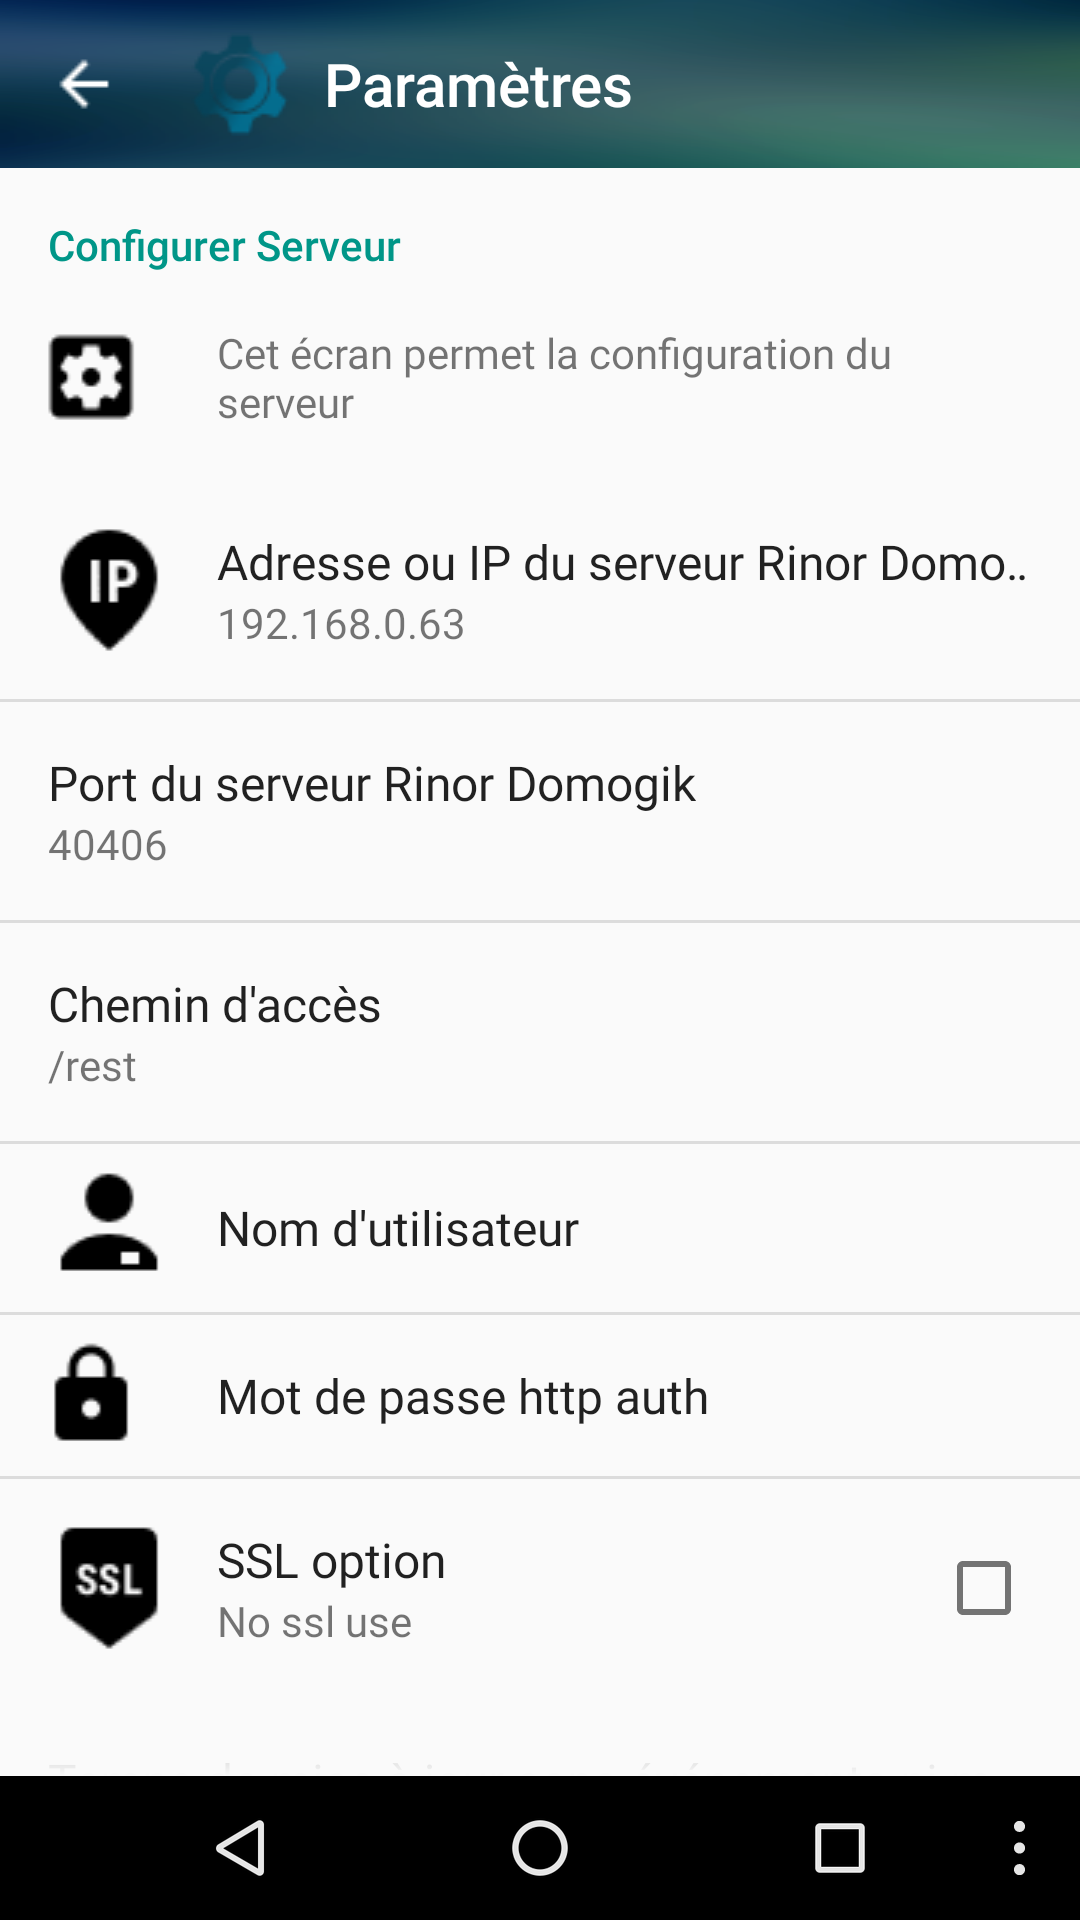 Paramètres
Configurer Serveur
Cet écran permet la configuration du
serveur
IP
Adresse ou IP du serveur Rinor Domo..
192.168.0.63
Port du serveur Rinor Domogik
40406
Chemin d'accès
/rest
Nom d'utilisateur
Mot de passe http auth
SSL
SSL option
No ssl use